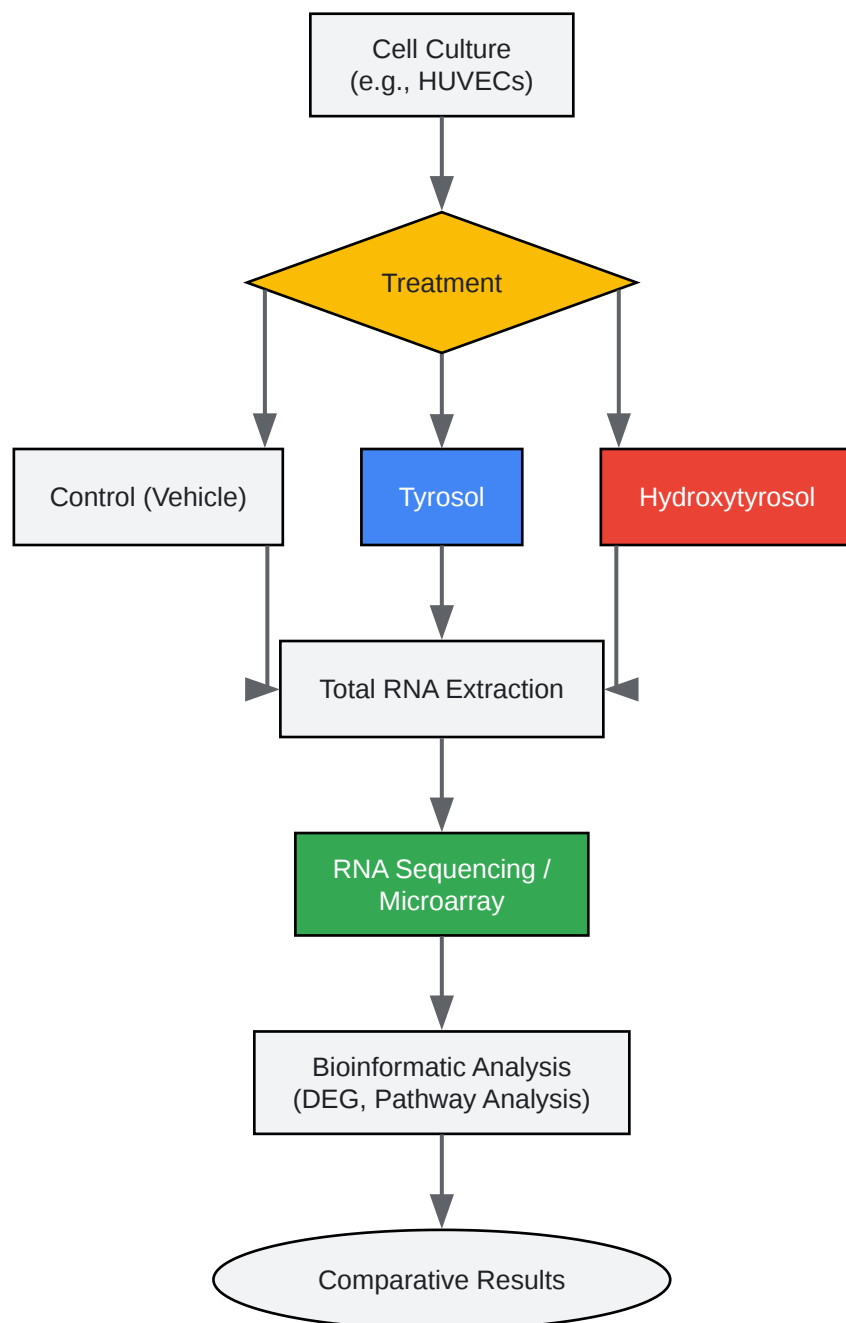 Cell Culture
(e.g., HUVECs)
Treatment
Control (Vehicle)
Tyrosol
Hydroxytyrosol
Total RNA Extraction
RNA Sequencing /
Microarray
Bioinformatic Analysis
(DEG, Pathway Analysis)
Comparative Results